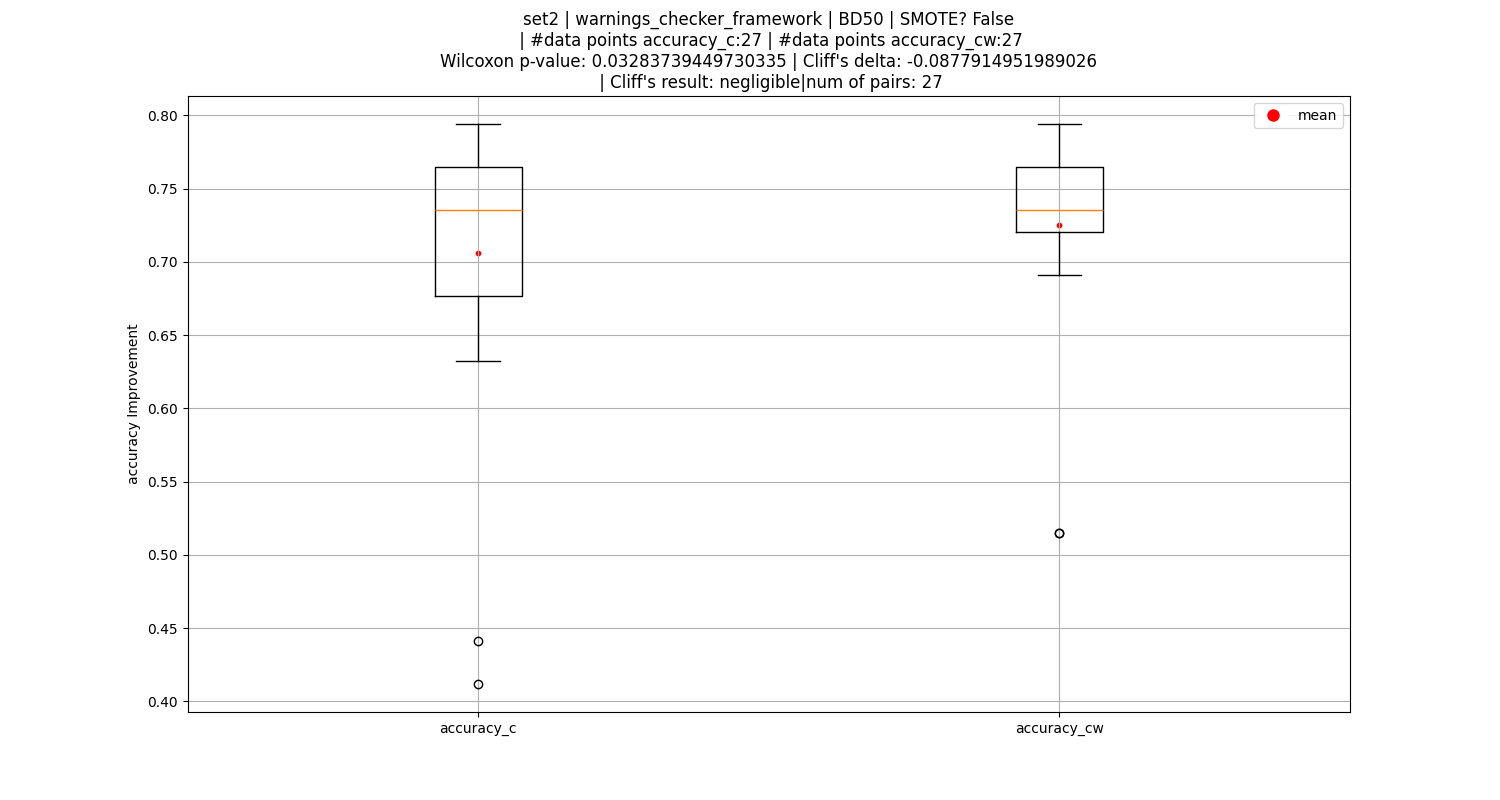 set2 | warnings_checker_framework | BD50 | SMOTE? False
| #data points accuracy_c:27 | #data points accuracy_cw:27
Wilcoxon p-value: 0.03283739449730335 | Cliff's delta: -0.0877914951989026
| Cliff's result: negligible|num of pairs: 27
mean
accuracy Improvement
0.80
0.75
0.70
0.65
0.60
0.55
0.50
0.45
0.40
accuracy_c
accuracy_cw